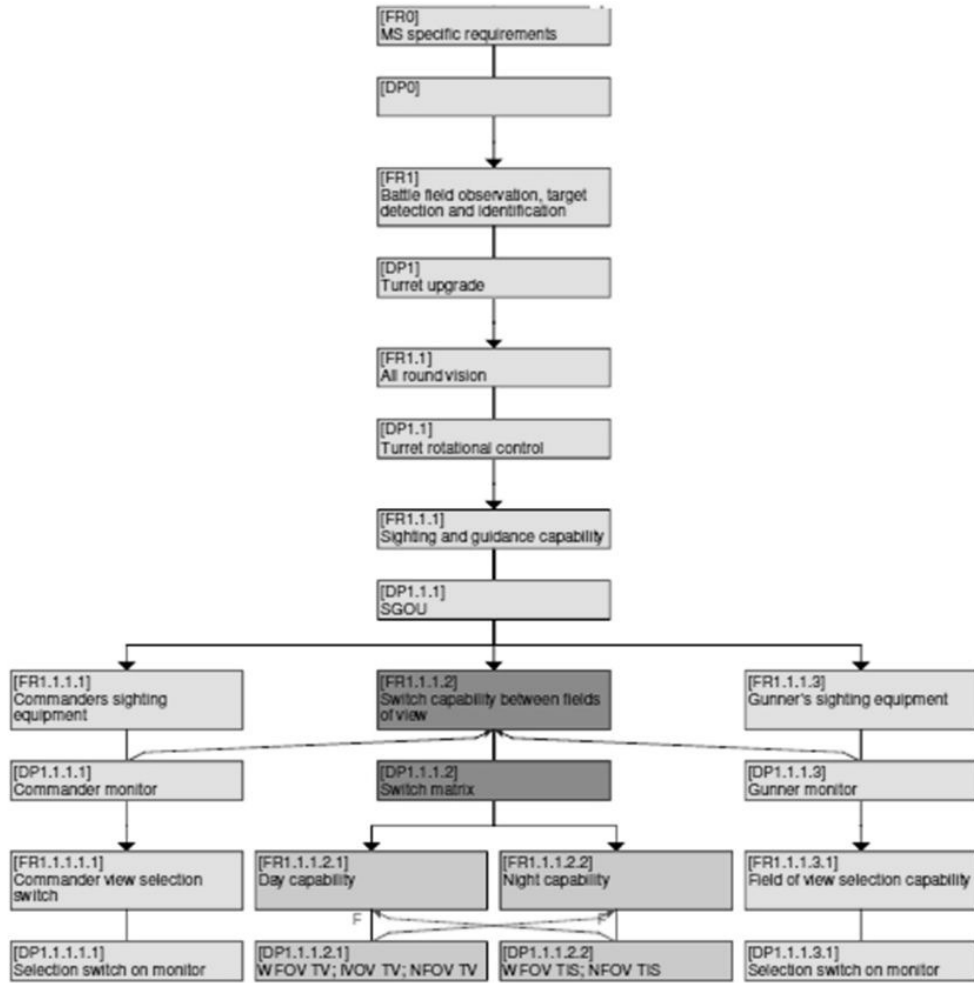 [FR0]
MS specific requirements
[DP0]
[FR1]
Battle field observation, target
detection and identification
[DP1]
Turret upgrade
[FR1.1]
All round vision
[DP1.1]
Turret rotational control
[FR1.1.1]
Sighting and guidance capability
[DP1.1.1]
SGOU
[FR1.1.1.1]
Commanders sighting
equipment
[FR1.1.1.2]
Switch capability between fields
of view
[FR1.1.1.3]
Gunner's sighting equipment
[DP1.1.1.1]
Commander monitor
[DP1.1.1.2]
Switch matrix
[DP1.1.1.3]
Gunner monitor
[FR1.1.1.1.1]
Commander view selection
switch
[FR1.1.1.2.1]
Day capability
[FR1.1.1.2.2]
Night capability
[FR1.1.1.3.1]
Field of view selection capability
F
F
[DP1.1.1.1.1]
Selection switch on monitor
[DP1.1.1.2.1]
WFOV TV; IVOV TV; NFOV TV
[DP1.1.1.2.2]
WFOV TIS; NFOV TIS
[DP1.1.1.3.1]
Selection switch on monitor